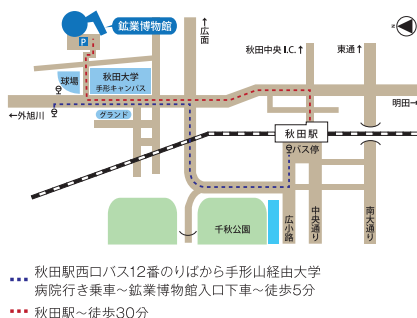 鉱業博物館
P
↑広面
秋田中央 I.C.↑
東通↑
N
球場
秋田大学
手形キャンパス
←外旭川
明田→
グランド
秋田駅
バス停
千秋公園
広小路
中央通り
南大通り
秋田駅西口バス12番のりばから手形山経由大学
病院行き乗車〜鉱業博物館入口下車〜徒歩5分
秋田駅〜徒歩30分